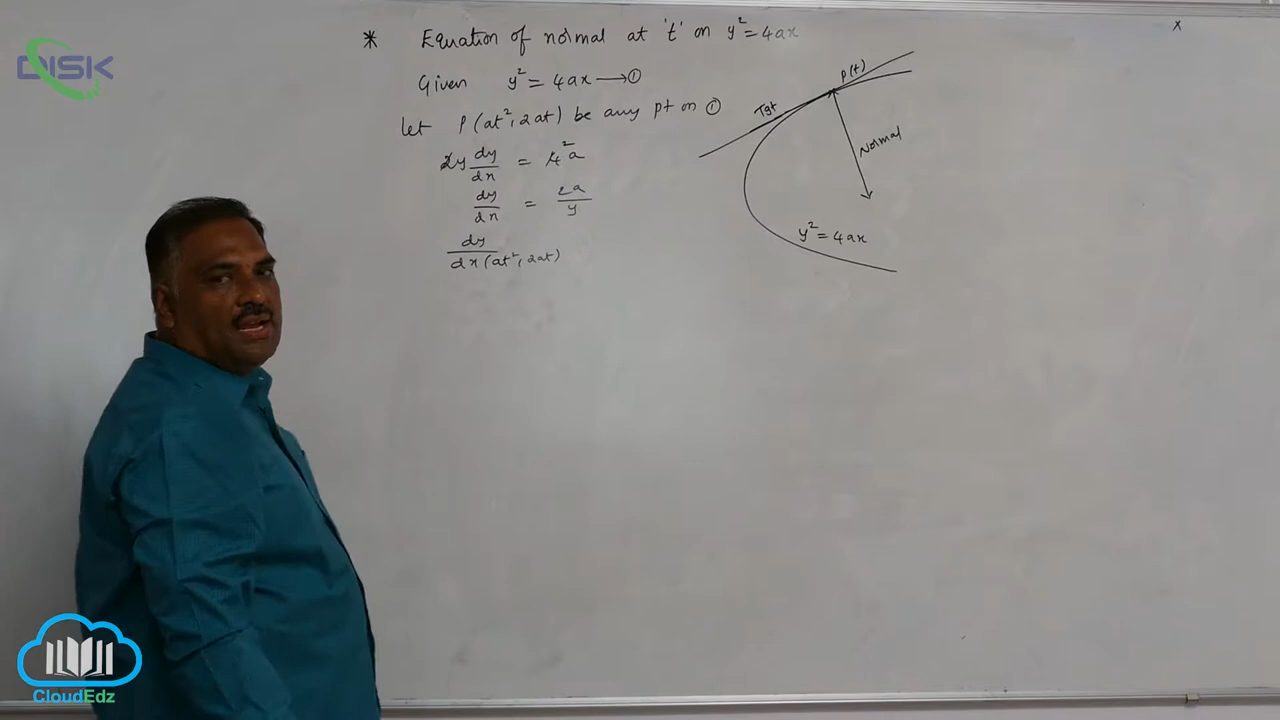 DISK
* Equation of normal at 't' on y² = 4ax
x
Given y² = 4ax ⟶ ①
let P(at², 2at) be any pt on ①
2y dy/dx = 4² a
dy/dx = 2a/y
dy/dx (at², 2at)
P(t)
Tgt
Normal
y² = 4ax
CloudEdz